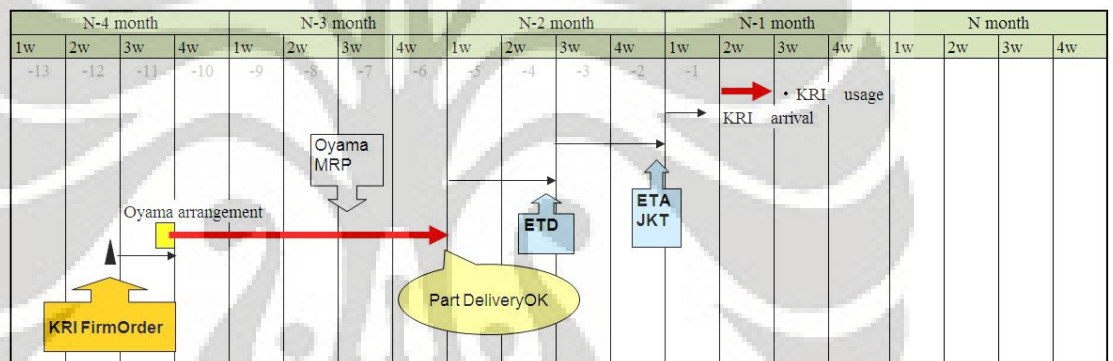 N-4 month N-3 month N-2 month N-1 month N month
1w 2w 3w 4w 1w 2w 3w 4w 1w 2w 3w 4w 1w 2w 3w 4w 1w 2w 3w 4w
-13 -12 -11 -10 -9 -8 -7 -6 -5 -4 -3 -2 -1
・KRI usage
KRI arrival
Oyama
MRP
ETA
JKT
Oyama arrangement
ETD
Part DeliveryOK
KRI FirmOrder